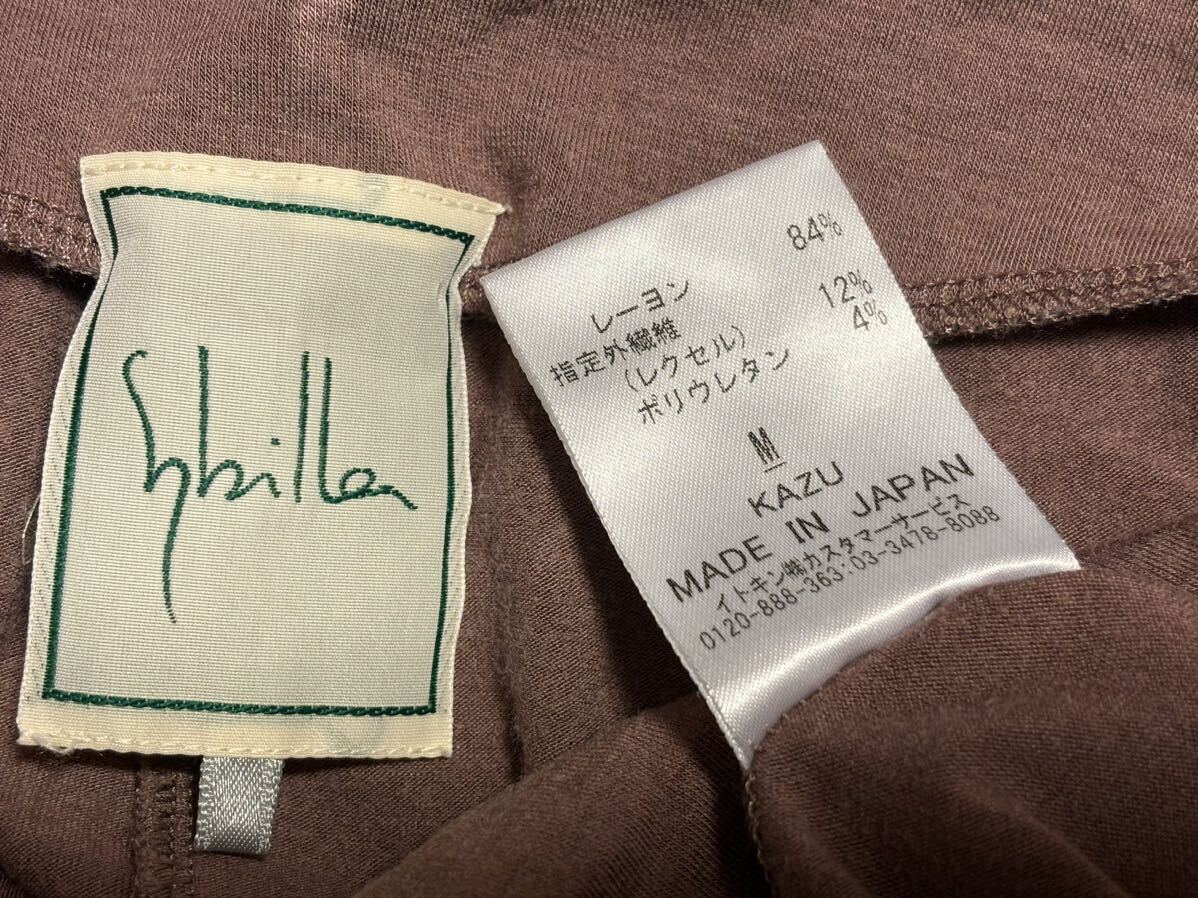 Sybilla
レーヨン 84%
指定外繊維
(レクセル) 12%
ポリウレタン 4%
M
KAZU
MADE IN JAPAN
イトキン㈱カスタマーサービス
0120-888-363:03-3478-8088